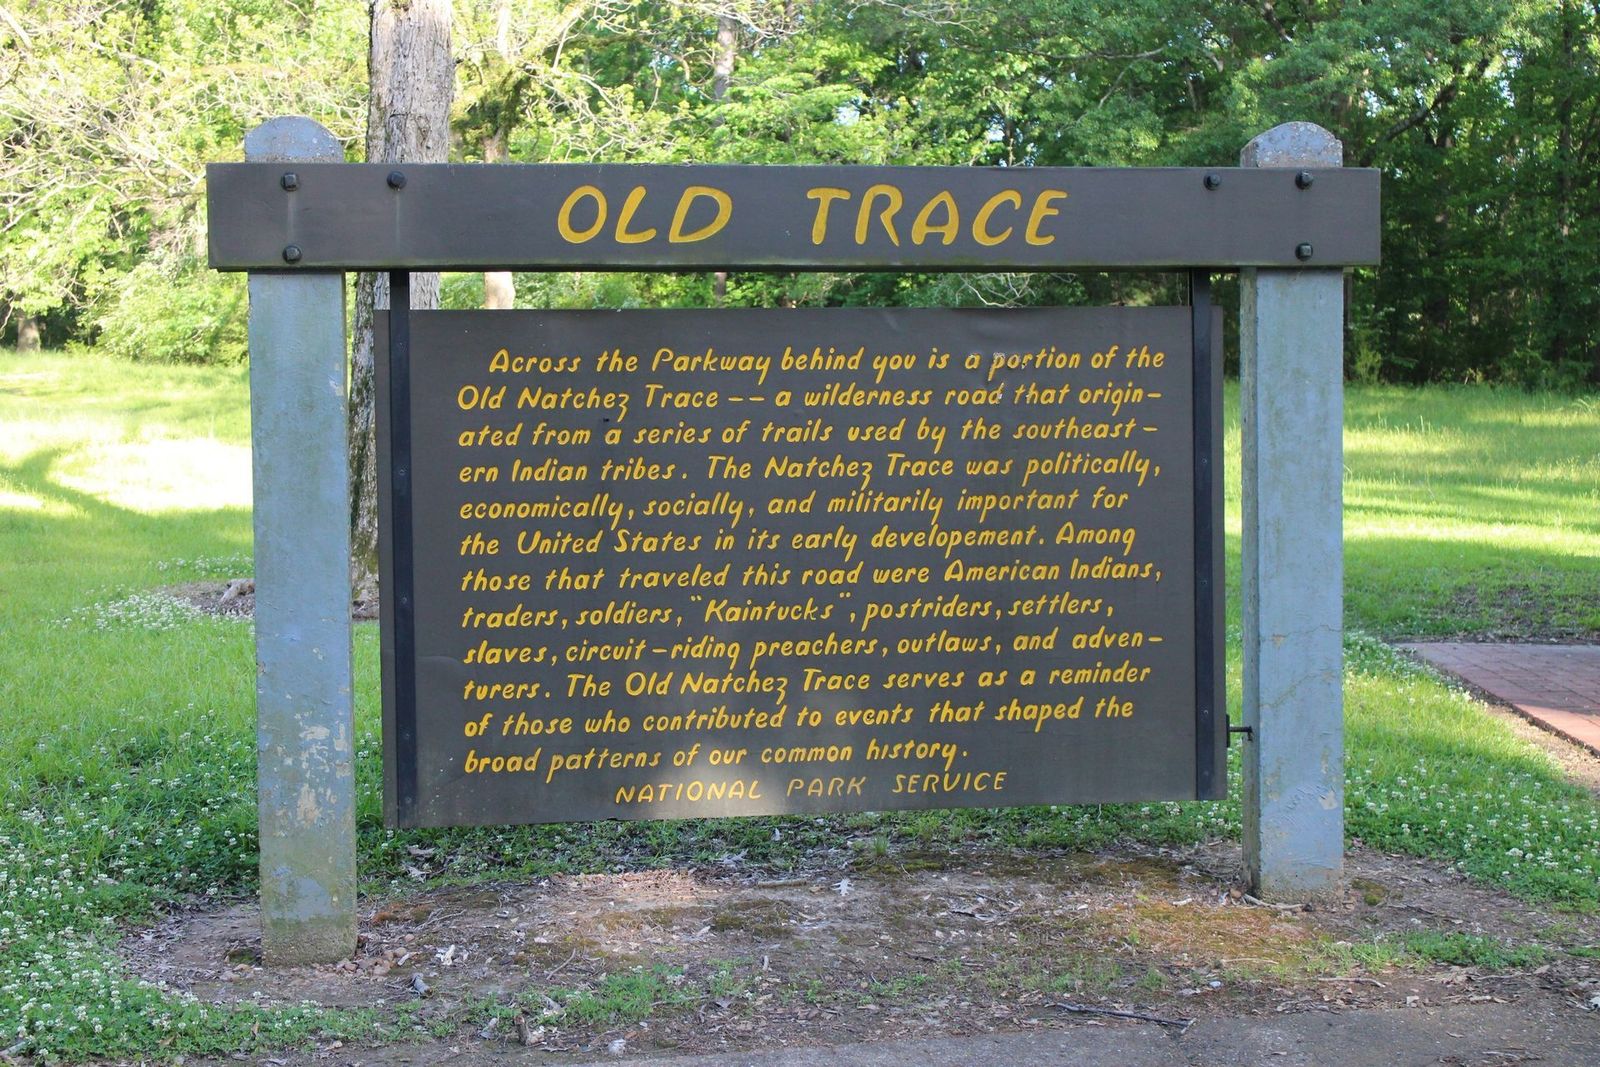 OLD TRACE
Across the Parkway behind you is a portion of the
Old Natchez Trace -- a wilderness road that origin-
ated from a series of trails used by the southeast-
ern Indian tribes. The Natchez Trace was politically,
economically, socially, and militarily important for
the United States in its early developement. Among
those that traveled this road were American Indians,
traders, soldiers, "Kaintucks", postriders, settlers,
slaves, circuit-riding preachers, outlaws, and adven-
turers. The Old Natchez Trace serves as a reminder
of those who contributed to events that shaped the
broad patterns of our common history.
NATIONAL PARK SERVICE